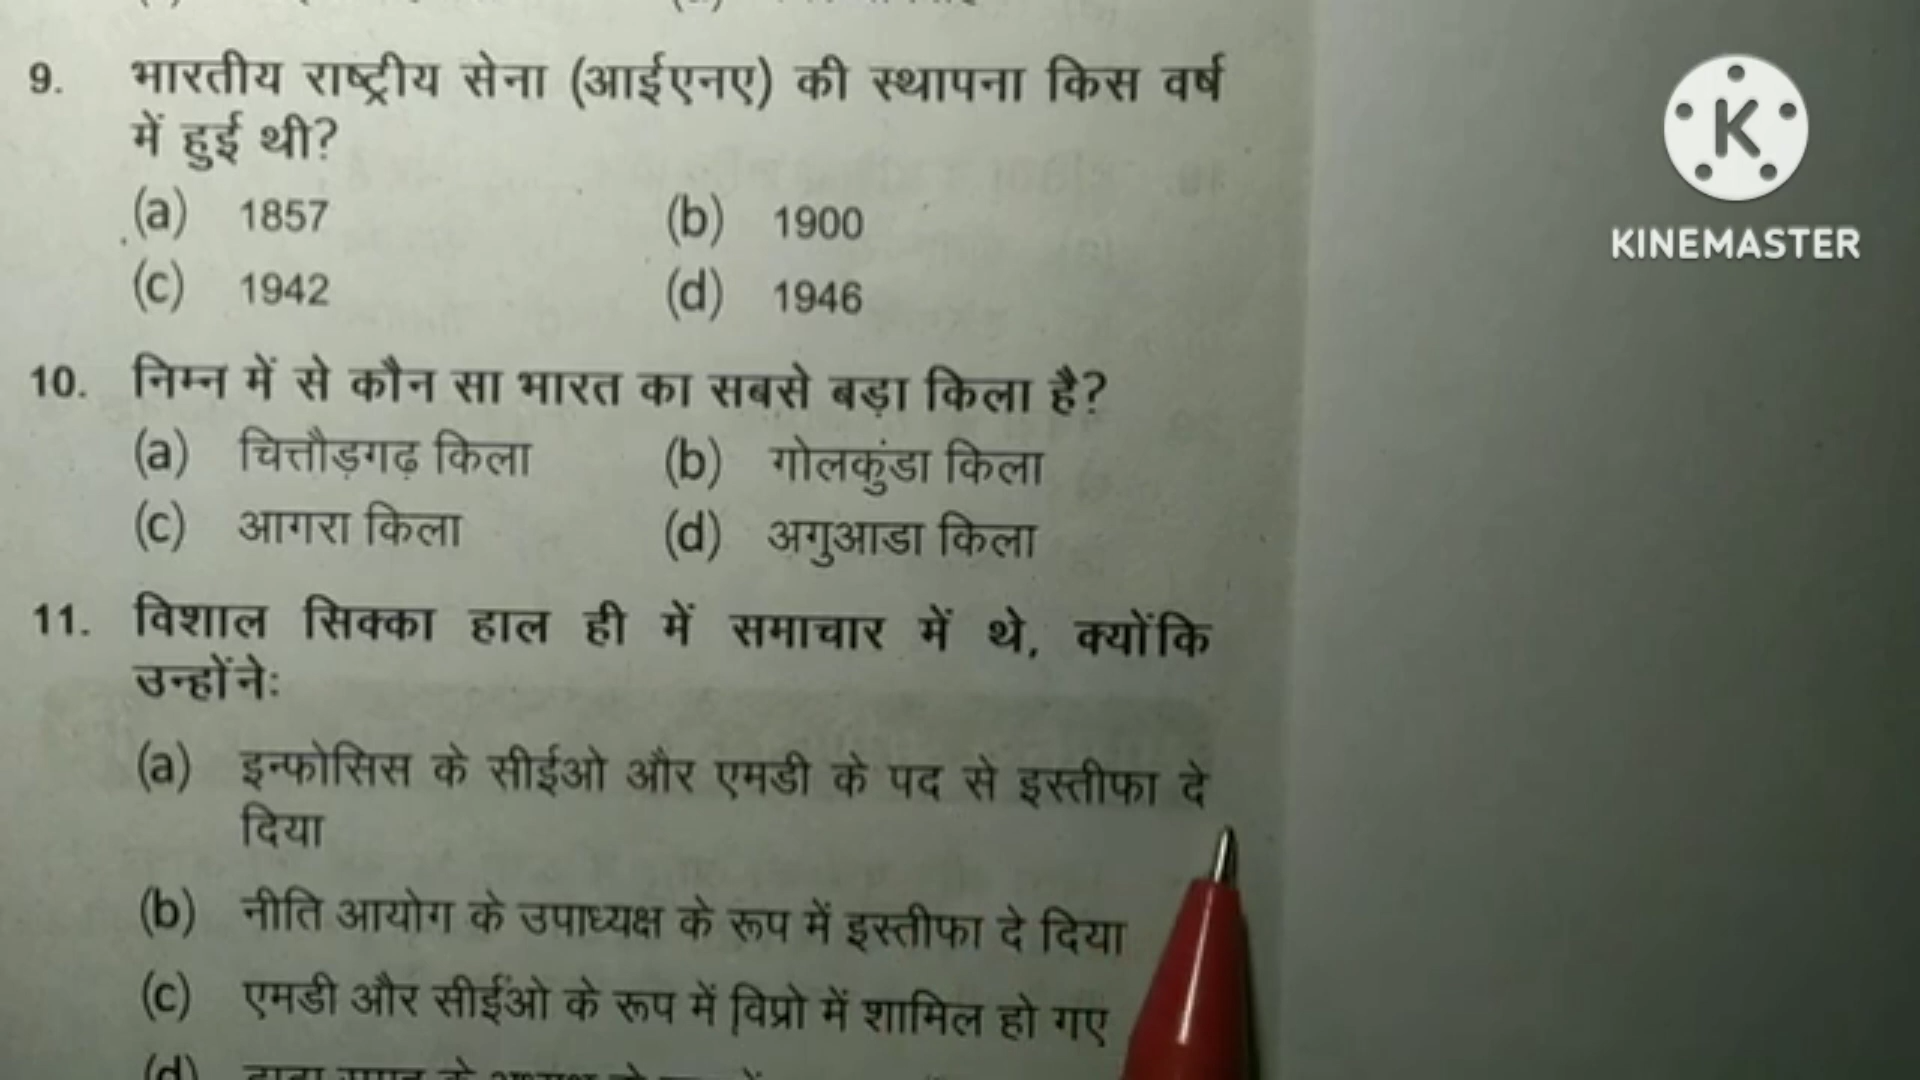 9. भारतीय राष्ट्रीय सेना (आईएनए) की स्थापना किस वर्ष
में हुई थी?
(a) 1857 (b) 1900
(c) 1942 (d) 1946
10. निम्न में से कौन सा भारत का सबसे बड़ा किला है?
(a) चित्तौड़गढ़ किला (b) गोलकुंडा किला
(c) आगरा किला (d) अगुआडा किला
11. विशाल सिक्का हाल ही में समाचार में थे, क्योंकि
उन्होंने:
(a) इन्फोसिस के सीईओ और एमडी के पद से इस्तीफा दे
दिया
(b) नीति आयोग के उपाध्यक्ष के रूप में इस्तीफा दे दिया
(c) एमडी और सीईओ के रूप में विप्रो में शामिल हो गए
(d)
K
KINEMASTER